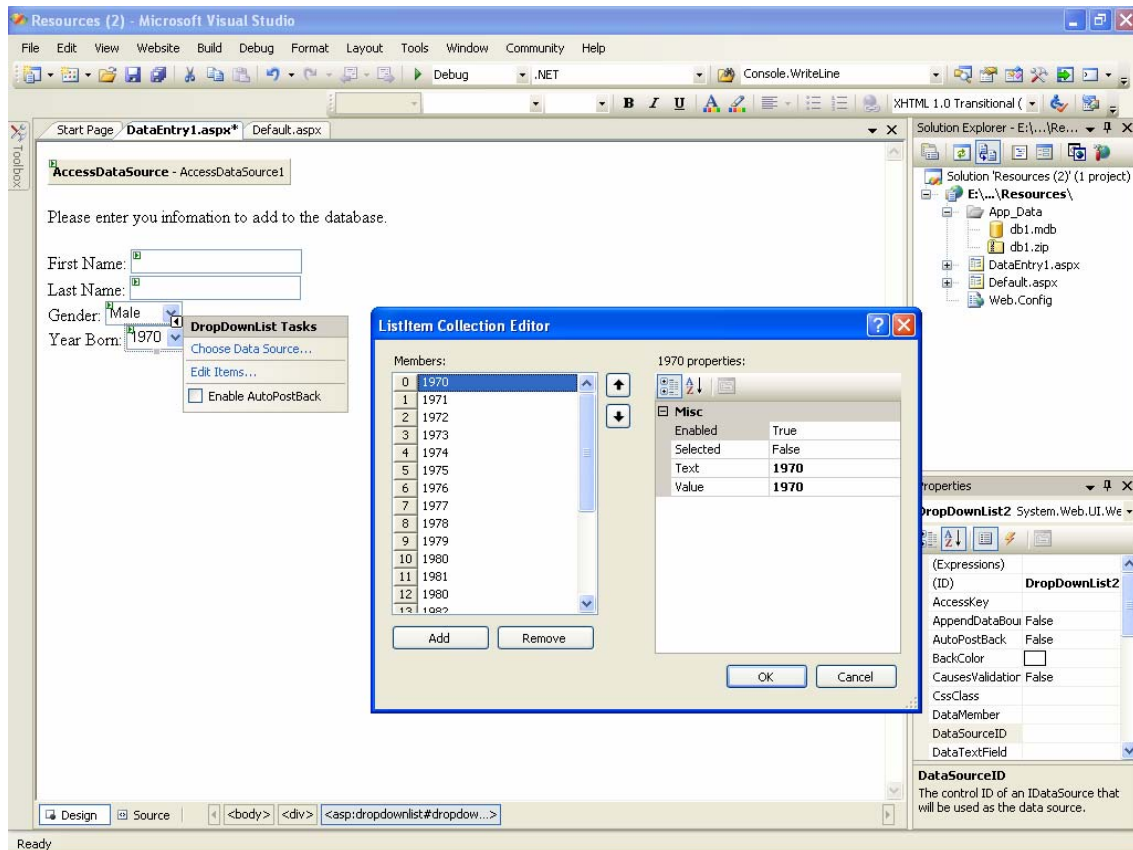 Resources (2) - Microsoft Visual Studio
File Edit View Website Build Debug Format Layout Tools Window Community Help
Debug .NET Console.WriteLine
B I U A XHTML 1.0 Transitional (
Toolbox
Start Page DataEntry1.aspx* Default.aspx
AccessDataSource - AccessDataSource1
Please enter you infomation to add to the database.
First Name:
Last Name:
Gender: Male
Year Born: 1970
DropDownList Tasks
Choose Data Source...
Edit Items...
Enable AutoPostBack
ListItem Collection Editor
Members:
0 1970
1 1971
2 1972
3 1973
4 1974
5 1975
6 1976
7 1977
8 1978
9 1979
10 1980
11 1981
12 1980
13 1982
Add Remove
1970 properties:
Misc
Enabled True
Selected False
Text 1970
Value 1970
OK Cancel
Solution Explorer - E:\...\Re...
Solution 'Resources (2)' (1 project)
E:\...\Resources\
App_Data
db1.mdb
db1.zip
DataEntry1.aspx
Default.aspx
Web.Config
roperties
DropDownList2 System.Web.UI.We
(Expressions)
(ID) DropDownList2
AccessKey
AppendDataBou False
AutoPostBack False
BackColor
CausesValidation False
CssClass
DataMember
DataSourceID
DataTextField
DataSourceID
The control ID of an IDataSource that
will be used as the data source.
Design Source <body> <div> <asp:dropdownlist#dropdow...>
Ready